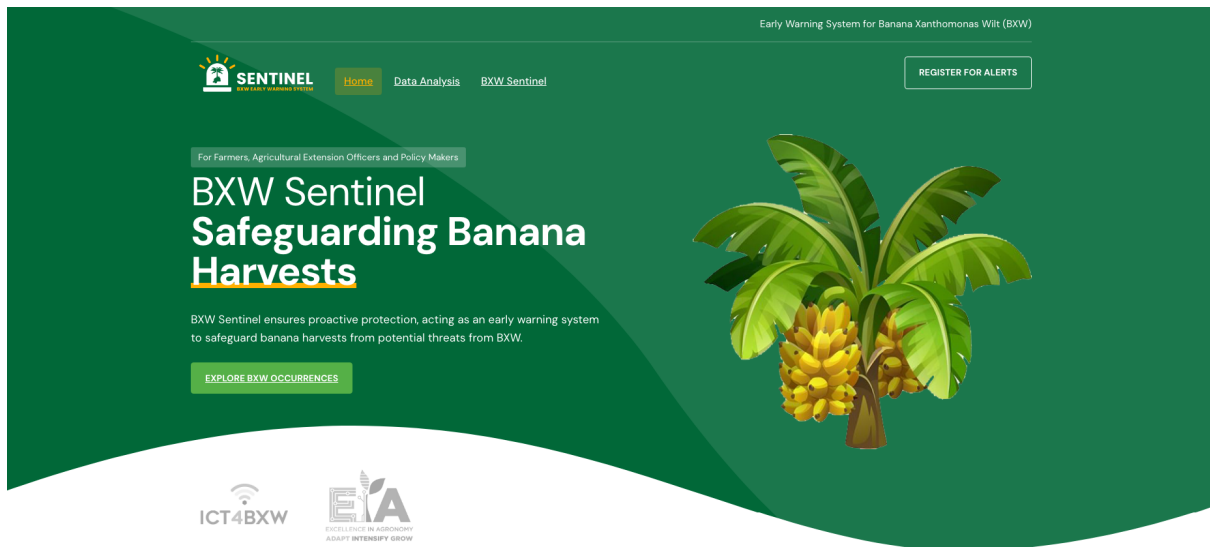 Early Warning System for Banana Xanthomonas Wilt (BXW)
SENTINEL
BXW EARLY WARNING SYSTEM
Home
Data Analysis
BXW Sentinel
REGISTER FOR ALERTS
For Farmers, Agricultural Extension Officers and Policy Makers
BXW Sentinel
Safeguarding Banana
Harvests
BXW Sentinel ensures proactive protection, acting as an early warning system
to safeguard banana harvests from potential threats from BXW.
EXPLORE BXW OCCURRENCES
ICT4BXW
EiA
EXCELLENCE IN AGRONOMY
ADAPT INTENSIFY GROW